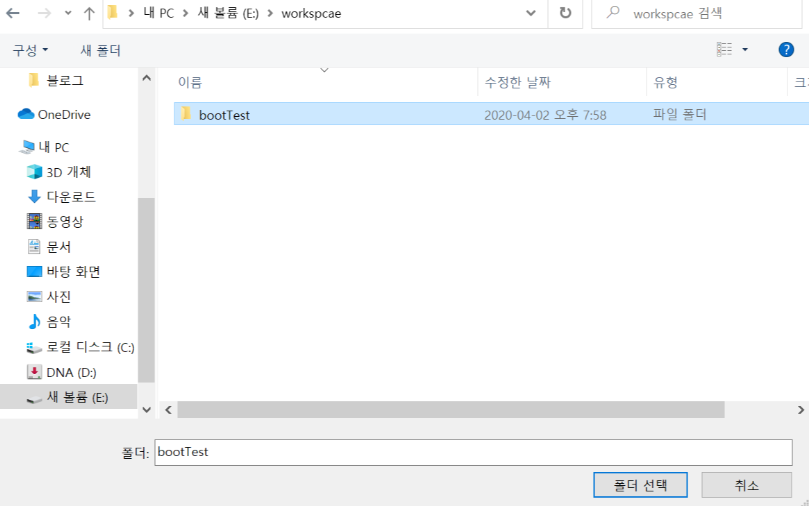 내 PC 새 볼륨 (E:) workspcae workspcae 검색
구성 새 폴더
이름 수정한 날짜 유형
bootTest 2020-04-02 오후 7:58 파일 폴더
블로그
OneDrive
내 PC
3D 개체
다운로드
동영상
문서
바탕 화면
사진
음악
로컬 디스크 (C:)
DNA (D:)
새 볼륨 (E:)
폴더: bootTest
폴더 선택 취소